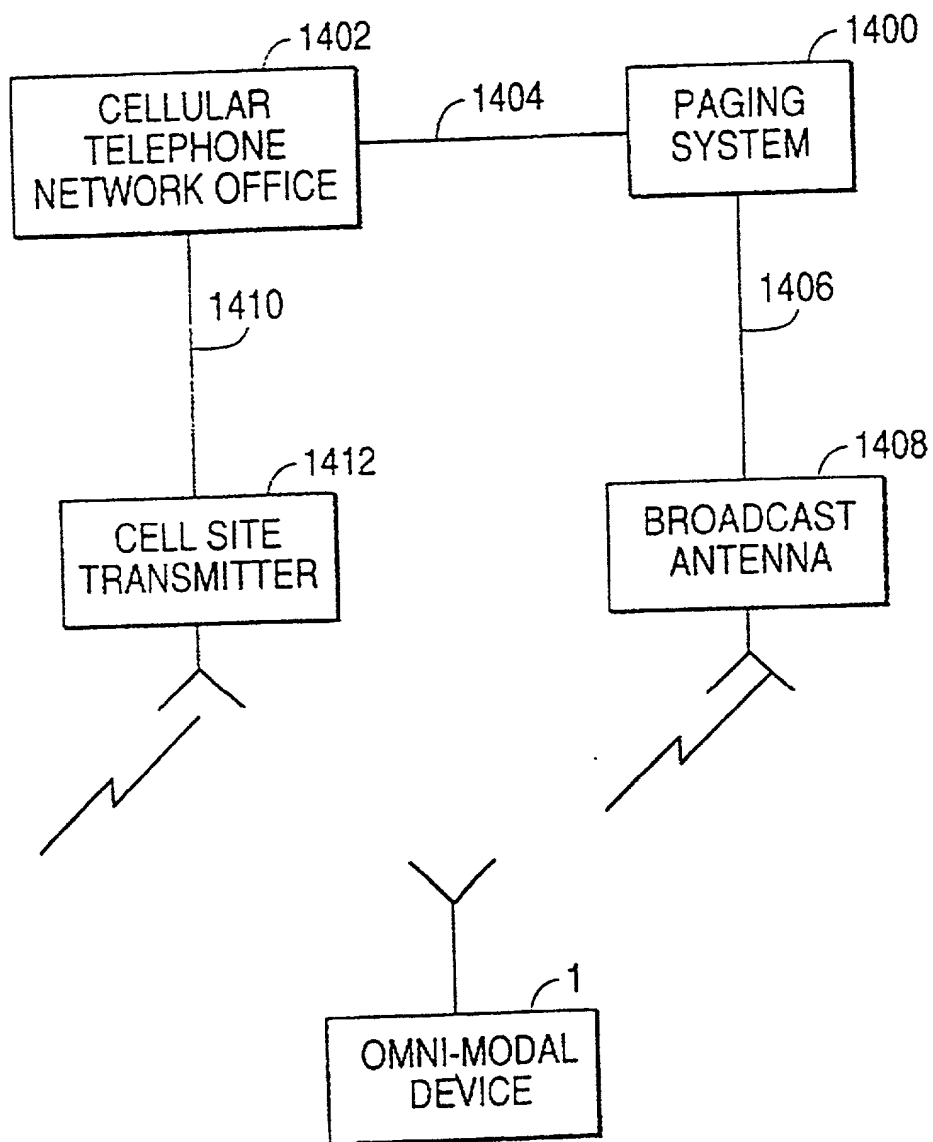 1402
CELLULAR
TELEPHONE
NETWORK OFFICE
1404
1400
PAGING
SYSTEM
1410
1406
1412
CELL SITE
TRANSMITTER
1408
BROADCAST
ANTENNA
1
OMNI-MODAL
DEVICE